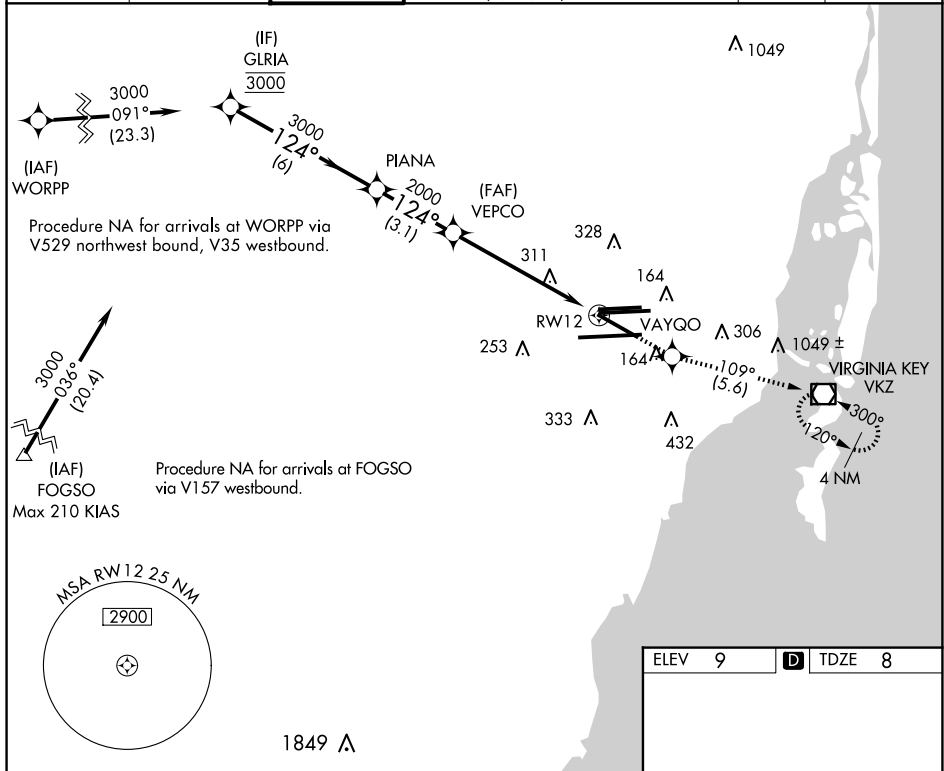 (IF)
GLRIA
3000
1049
3000
091°
(23.3)
(IAF)
WORPP
3000
124°
(6)
PIANA
2000
124°
(3.1)
(FAF)
VEPCO
Procedure NA for arrivals at WORPP via
V529 northwest bound, V35 westbound.
328
311
164
RW12
VAYQO
306
253
164
1049 ±
109°
(5.6)
VIRGINIA KEY
VKZ
300°
120°
4 NM
333
432
3000
036°
(20.4)
(IAF)
FOGSO
Max 210 KIAS
Procedure NA for arrivals at FOGSO
via V157 westbound.
MSA RW12 25 NM
2900
1849
ELEV 9 D TDZE 8